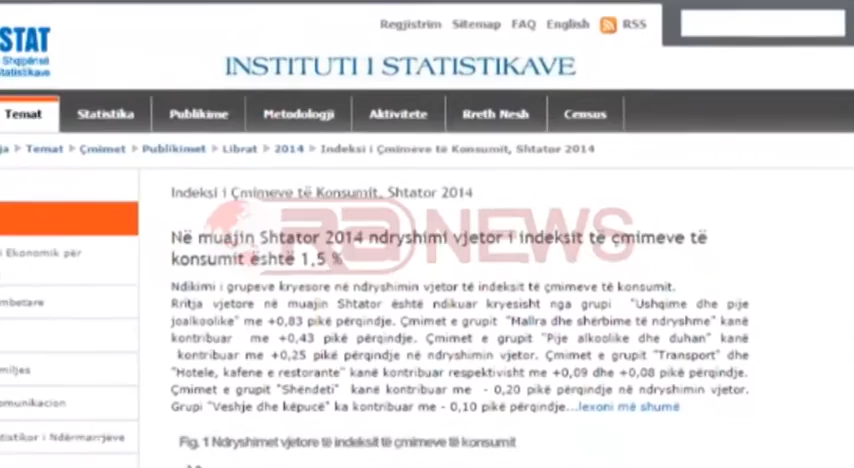 Regjistrim Sitemap FAQ English RSS
STAT
Shqipërisë
Statistikave
INSTITUTI I STATISTIKAVE
Temat Statistika Publikime Metodologji Aktivitete Rreth Nesh Census
Temat Çmimet Publikimet Librat 2014 Indeksi i Çmimeve të Konsumit, Shtator 2014
Indeksi i Çmimeve të Konsumit, Shtator 2014
NEWS
Në muajin Shtator 2014 ndryshimi vjetor i indeksit të çmimeve të
konsumit është 1,5 %
i Ekonomik për
Ndikimi i grupeve kryesore në ndryshimin vjetor të indeksit të çmimeve të konsumit.
Rritja vjetore në muajin Shtator është ndikuar kryesisht nga grupi "Ushqime dhe pije
joalkoolike" me +0,83 pikë përqindje. Çmimet e grupit "Mallra dhe shërbime të ndryshme" kanë
kontribuar me +0,43 pikë përqindje. Çmimet e grupit "Pije alkoolike dhe duhan" kanë
kontribuar me +0,25 pikë përqindje në ndryshimin vjetor. Çmimet e grupit "Transport" dhe
"Hotele, kafene e restorante" kanë kontribuar respektivisht me +0,09 dhe +0,08 pikë përqindje.
Çmimet e grupit "Shëndeti" kanë kontribuar me - 0,20 pikë përqindje në ndryshimin vjetor.
Grupi "Veshje dhe këpucë" ka kontribuar me - 0,10 pikë përqindje...lexoni më shumë
Fig. 1 Ndryshimet vjetore të indeksit të çmimeve të konsumit